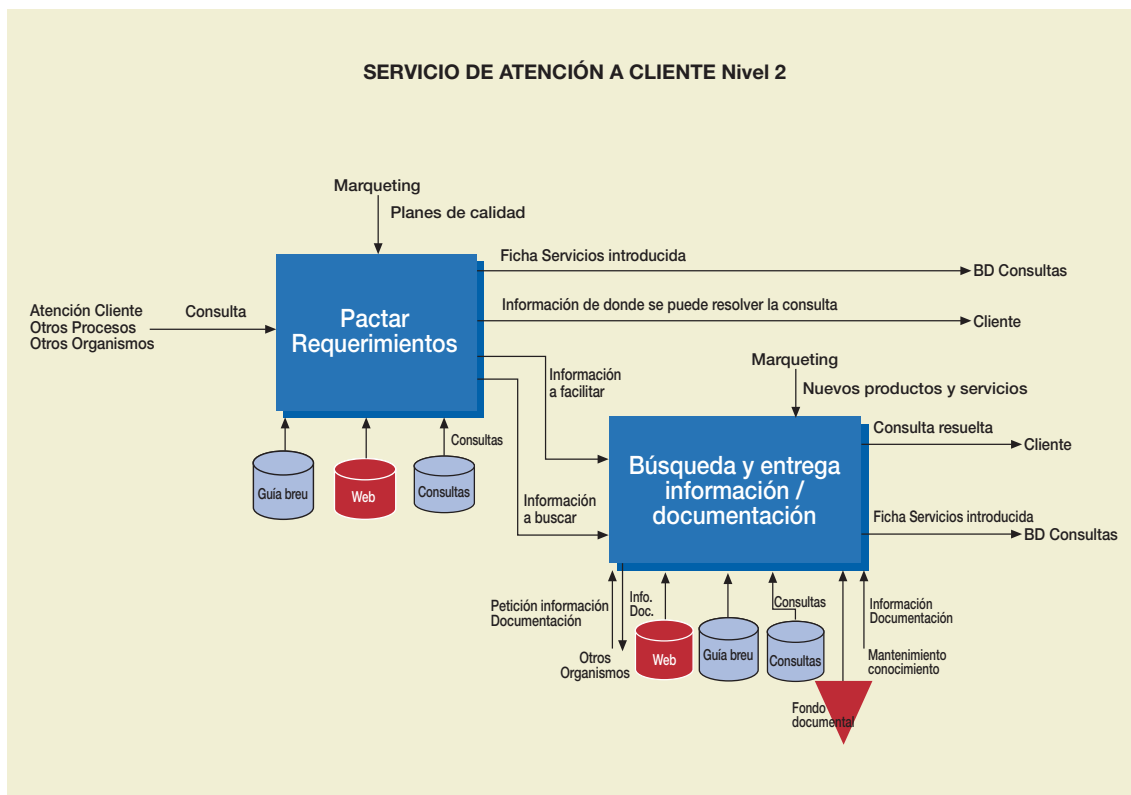 SERVICIO DE ATENCIÓN A CLIENTE Nivel 2
Marqueting
Planes de calidad
Ficha Servicios introducida
BD Consultas
Atención Cliente
Otros Procesos
Otros Organismos
Consulta
Pactar
Requerimientos
Información de donde se puede resolver la consulta
Cliente
Información
a facilitar
Marqueting
Nuevos productos y servicios
Consultas
Guía breu
Web
Consultas
Información
a buscar
Búsqueda y entrega
información /
documentación
Consulta resuelta
Cliente
Ficha Servicios introducida
BD Consultas
Petición información
Documentación
Info.
Doc.
Otros
Organismos
Web
Guía breu
Consultas
Consultas
Información
Documentación
Mantenimiento
conocimiento
Fondo
documental